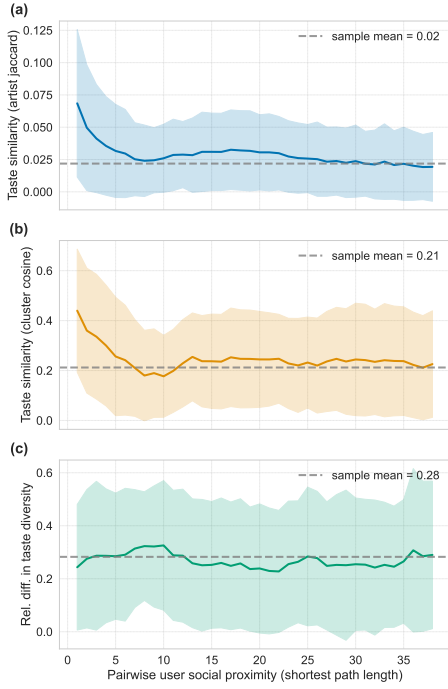 (a)
0.125
0.100
0.075
0.050
0.025
0.000
Taste similarity (artist jaccard)
sample mean = 0.02
(b)
0.6
0.4
0.2
0.0
Taste similarity (cluster cosine)
sample mean = 0.21
(c)
0.6
0.4
0.2
0.0
Rel. diff. in taste diversity
sample mean = 0.28
0 5 10 15 20 25 30 35
Pairwise user social proximity (shortest path length)